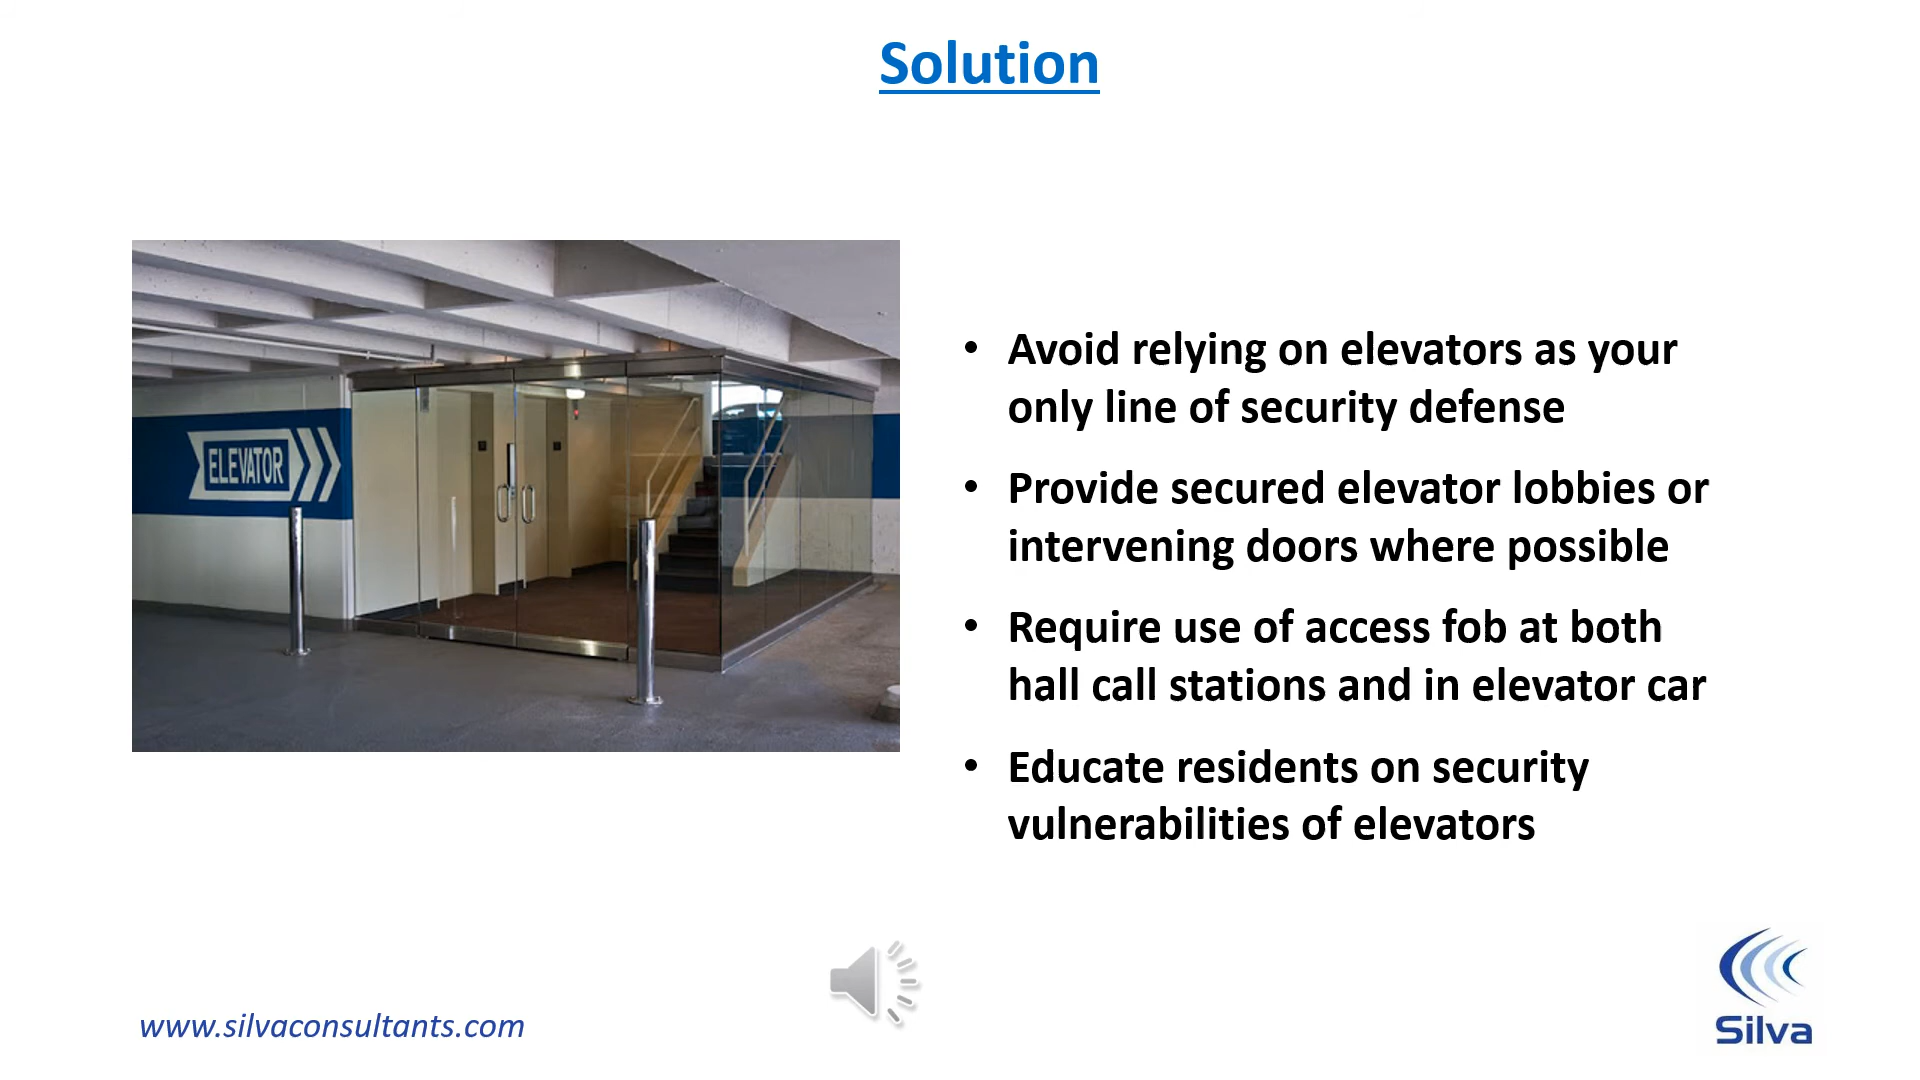 Solution
ELEVATOR
• Avoid relying on elevators as your
only line of security defense
• Provide secured elevator lobbies or
intervening doors where possible
• Require use of access fob at both
hall call stations and in elevator car
• Educate residents on security
vulnerabilities of elevators
www.silvaconsultants.com
Silva